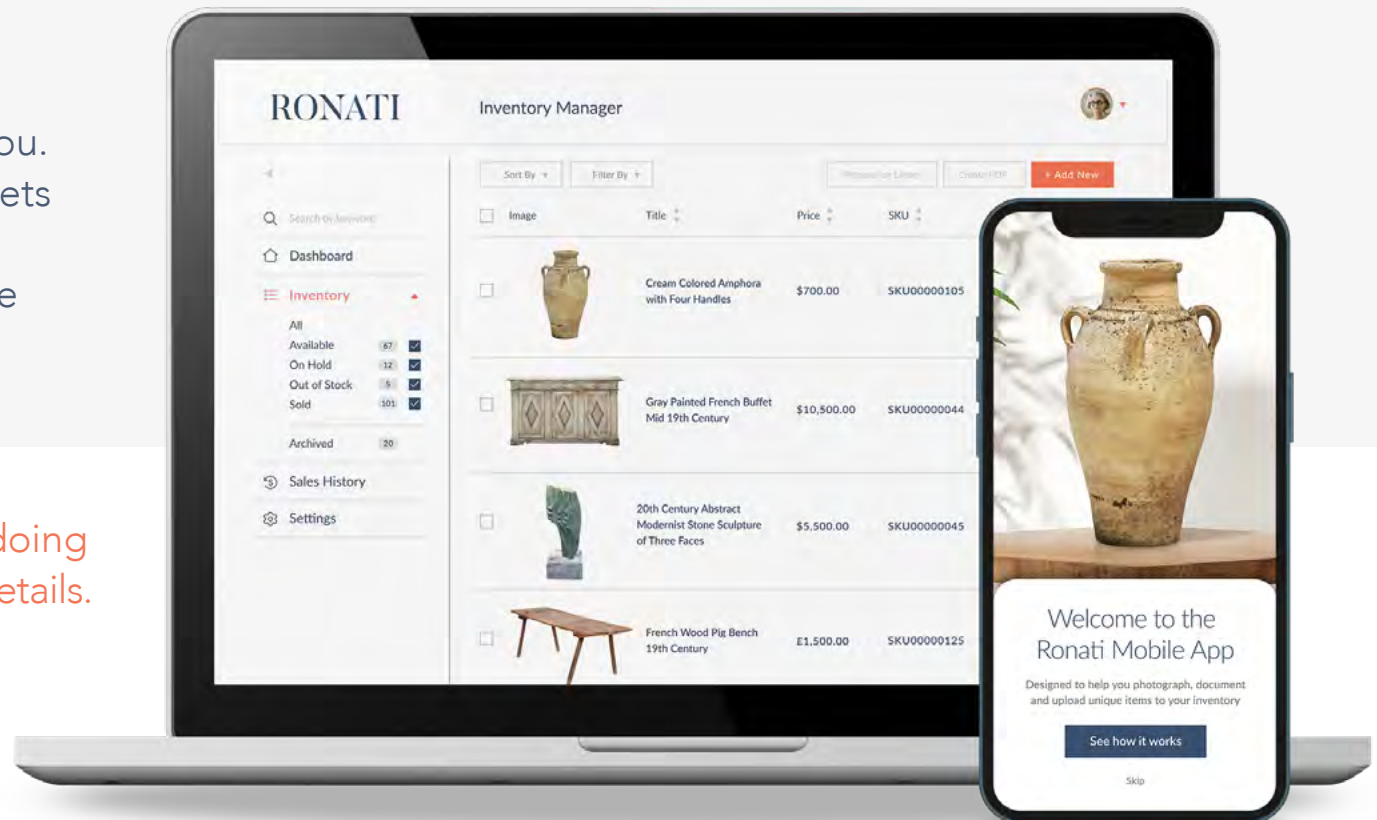 ou.
ets
e
doing
etails.
RONATI
Inventory Manager
Sort By
Filter By
Create PDF
+ Add New
Search by keyword
Dashboard
Inventory
All
Available 67
On Hold 12
Out of Stock 5
Sold 101
Archived 20
Sales History
Settings
Image Title Price SKU
Cream Colored Amphora
with Four Handles
$700.00 SKU00000105
Gray Painted French Buffet
Mid 19th Century
$10,500.00 SKU00000044
20th Century Abstract
Modernist Stone Sculpture
of Three Faces
$5,500.00 SKU00000045
French Wood Pig Bench
19th Century
£1,500.00 SKU00000125
Welcome to the
Ronati Mobile App
Designed to help you photograph, document
and upload unique items to your inventory
See how it works
Skip